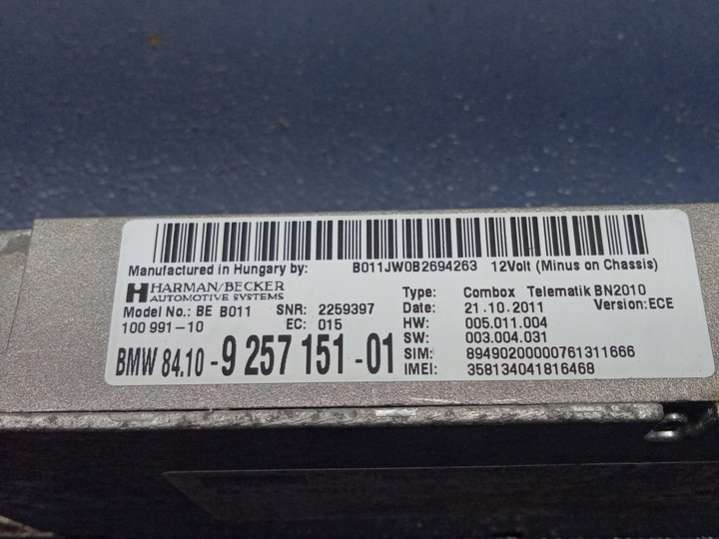 Manufactured in Hungary by: B011JW0B2694263 12Volt (Minus on Chassis)
HARMAN/BECKER
AUTOMOTIVE SYSTEMS
Model No.: BE B011 SNR: 2259397
100 991-10 EC: 015
BMW 84.10 - 9 257 151 - 01
Type: Combox Telematik BN2010
Date: 21.10.2011 Version: ECE
HW: 005.011.004
SW: 003.004.031
SIM: 89490200000761311666
IMEI: 358134041816468